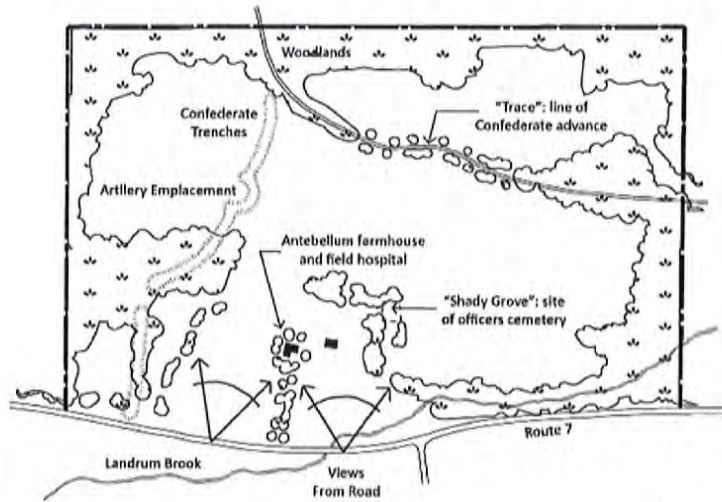 Woodlands
Confederate
Trenches
"Trace": line of
Confederate advance
Artillery Emplacement
Antebellum farmhouse
and field hospital
"Shady Grove": site
of officers cemetery
Route 7
Landrum Brook
Views
From Road